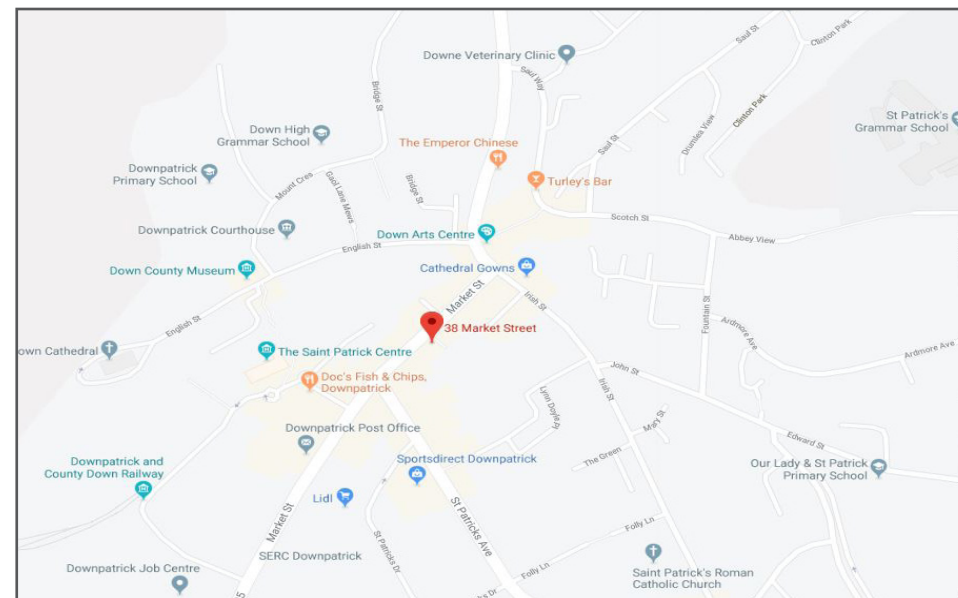 Downe Veterinary Clinic
Saul St
Clinton Park
Saul Way
Bridge St
St Patrick's
Grammar School
Clinton Park
Down High
Grammar School
The Emperor Chinese
Saul St
Drumlea View
Downpatrick
Primary School
Mount Cres
Gaol Lane Mews
Bridge St
Turley's Bar
Scotch St
Downpatrick Courthouse
Down Arts Centre
Abbey View
English St
Down County Museum
Cathedral Gowns
Market St
Irish St
English St
Fountain St
38 Market Street
Ardmore Ave
own Cathedral
The Saint Patrick Centre
Ardmore Ave
John St
Doc's Fish & Chips,
Downpatrick
Irish St
Lynn Doyle Pl
Mary St
Downpatrick Post Office
Edward St
Downpatrick and
County Down Railway
Sportsdirect Downpatrick
The Green
Our Lady & St Patrick
Primary School
Lidl
Market St
St Patricks Ave
Folly Ln
St Patricks Dr
SERC Downpatrick
Downpatrick Job Centre
Folly Ln
Saint Patrick's Roman
Catholic Church